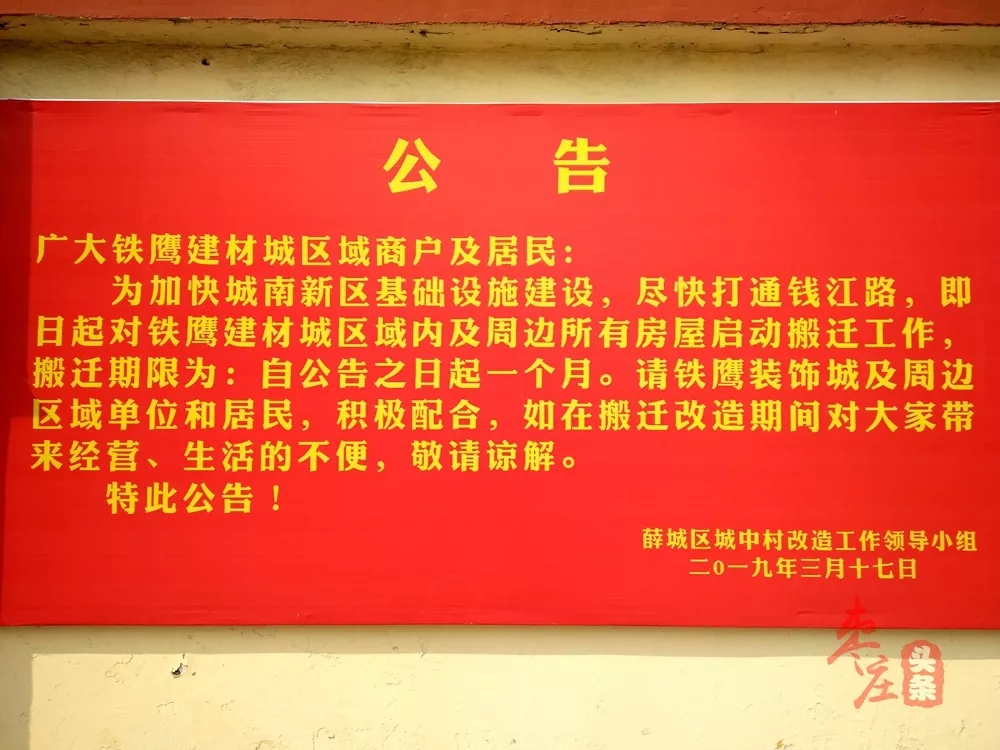 公 告
广大铁鹰建材城区域商户及居民：
为加快城南新区基础设施建设，尽快打通钱江路，即
日起对铁鹰建材城区域内及周边所有房屋启动搬迁工作，
搬迁期限为：自公告之日起一个月。请铁鹰装饰城及周边
区域单位和居民，积极配合，如在搬迁改造期间对大家带
来经营、生活的不便，敬请谅解。
特此公告！
薛城区城中村改造工作领导小组
二0一九年三月十七日
枣庄
头条